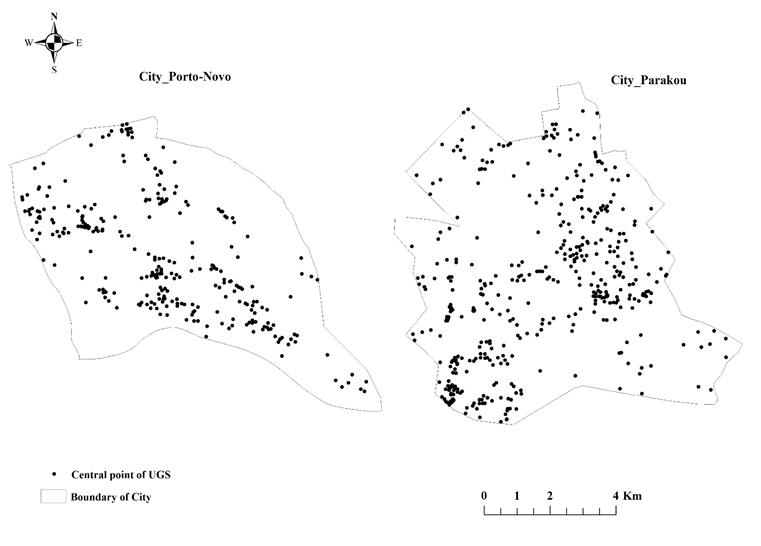 N
W E
S
City_Porto-Novo
City_Parakou
Central point of UGS
Boundary of City
0 1 2 4 Km